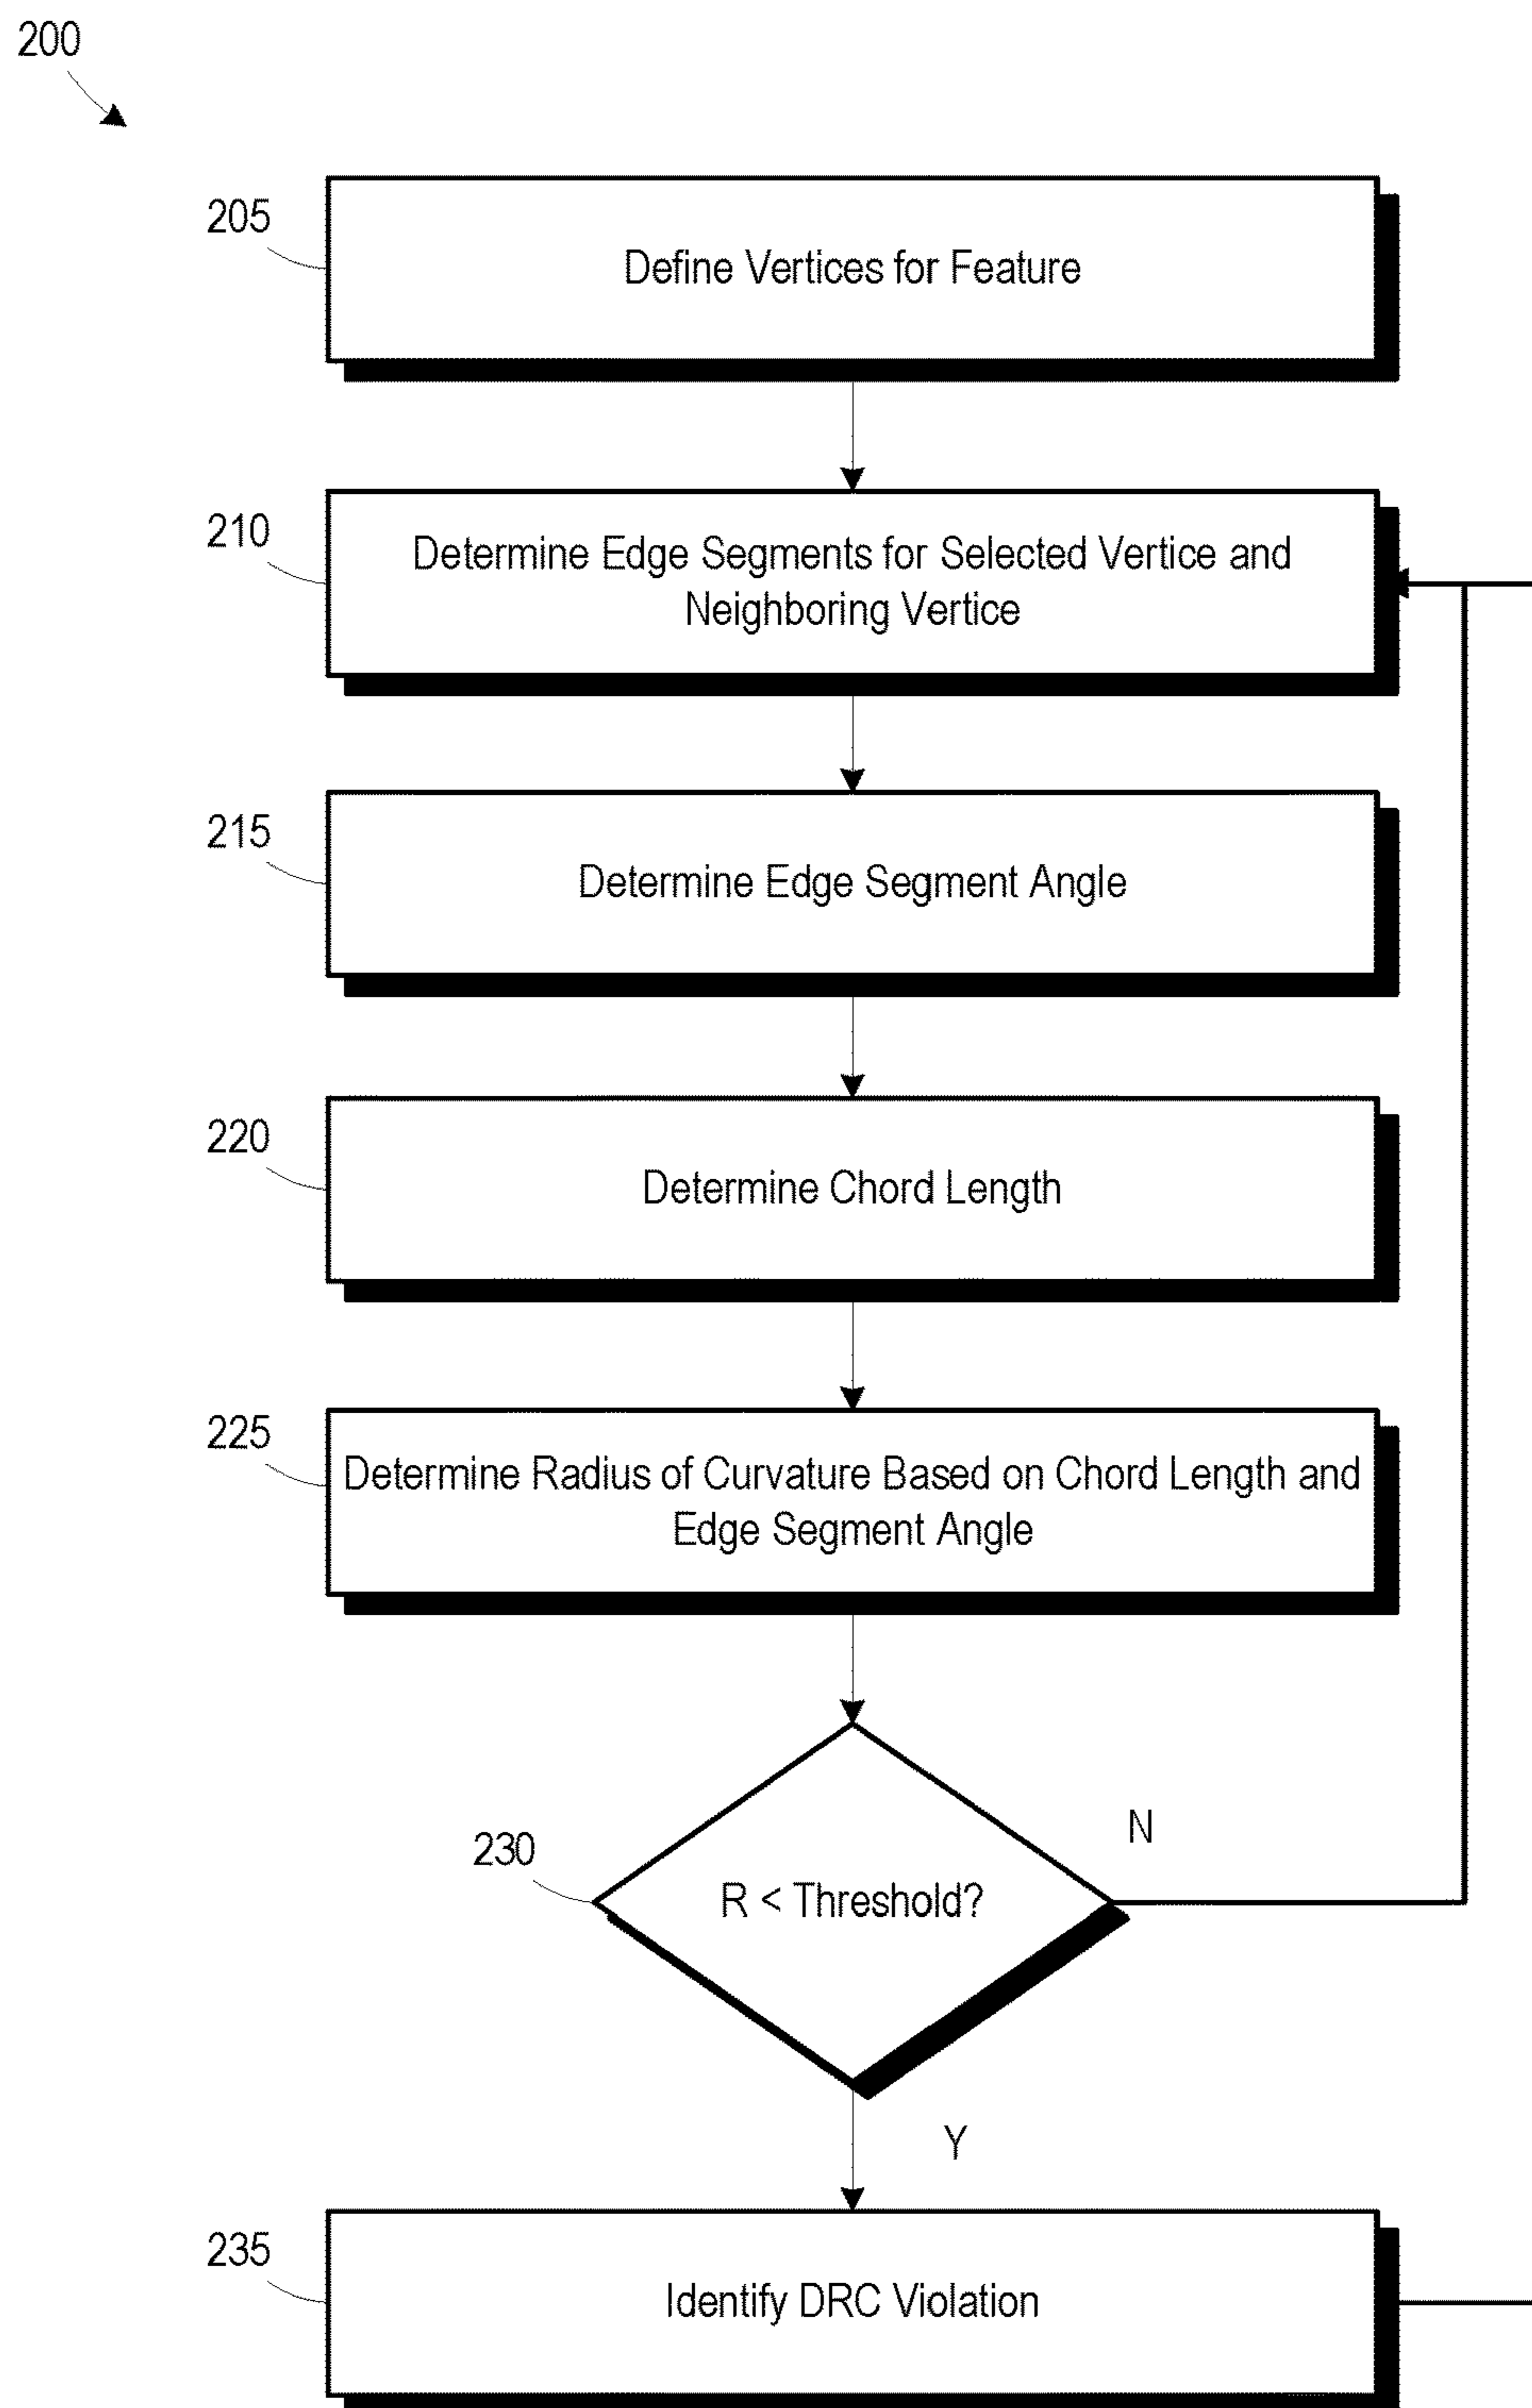 200
205
Define Vertices for Feature
210
Determine Edge Segments for Selected Vertice and
Neighboring Vertice
215
Determine Edge Segment Angle
220
Determine Chord Length
225
Determine Radius of Curvature Based on Chord Length and
Edge Segment Angle
230
R < Threshold?
N
Y
235
Identify DRC Violation